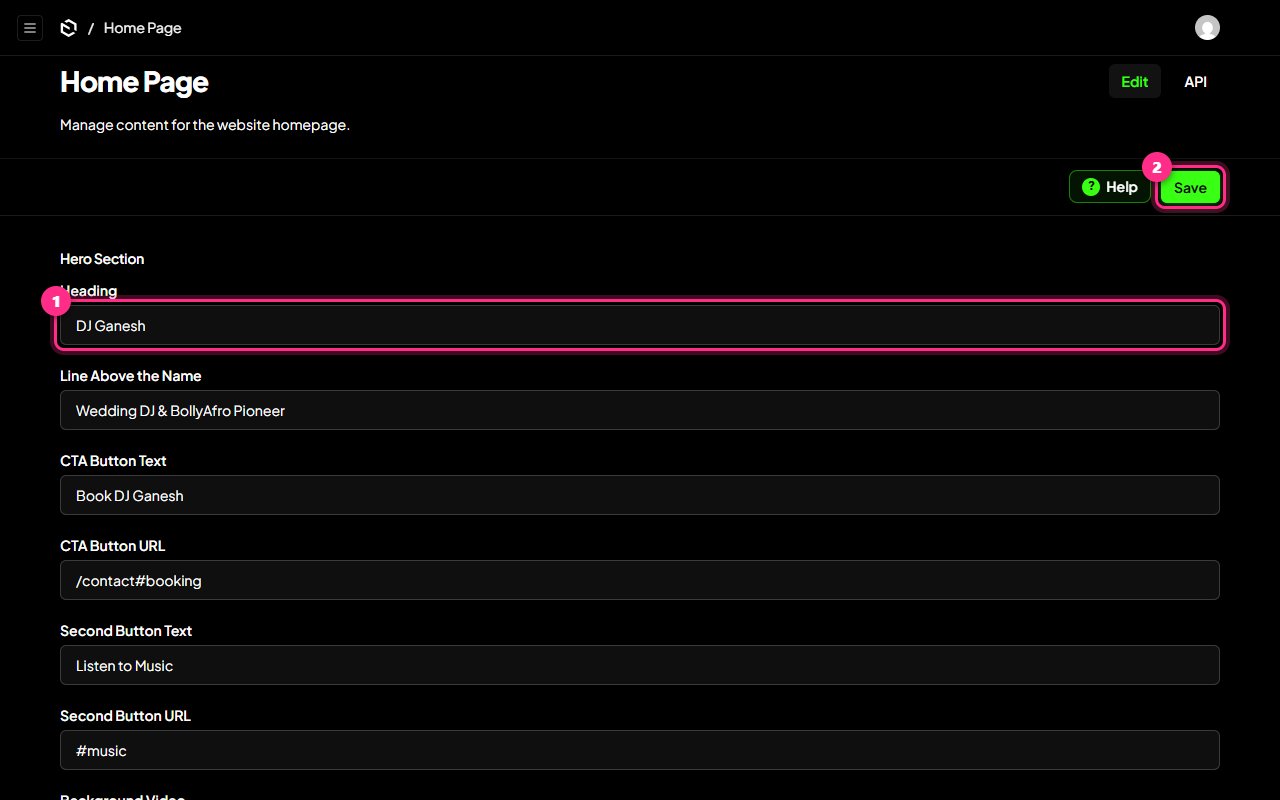 / Home Page
Home Page
Edit
API
Manage content for the website homepage.
? Help
2
Save
Hero Section
Heading
1
DJ Ganesh
Line Above the Name
Wedding DJ & BollyAfro Pioneer
CTA Button Text
Book DJ Ganesh
CTA Button URL
/contact#booking
Second Button Text
Listen to Music
Second Button URL
#music
Background Video